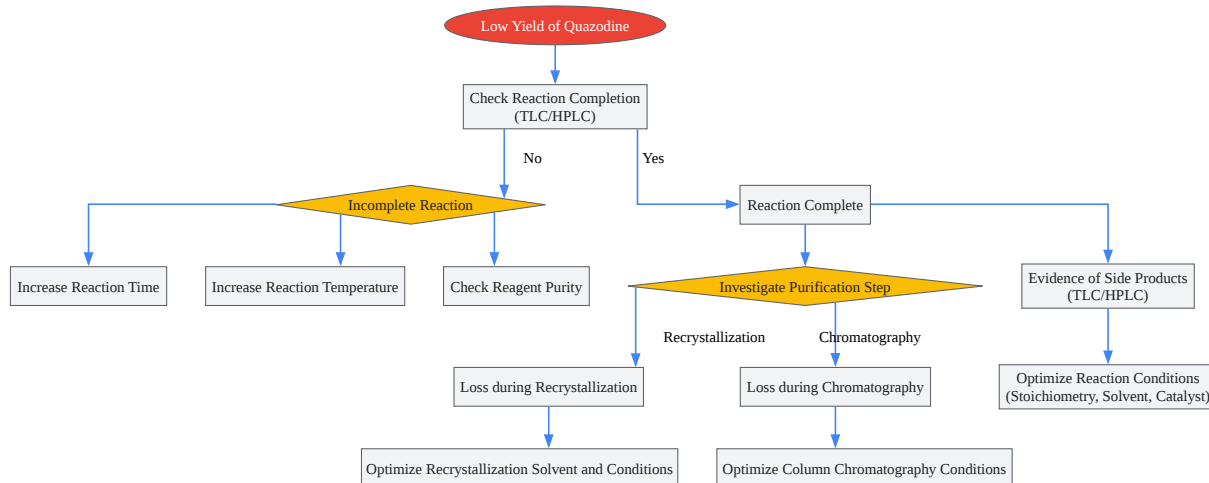 Low Yield of Quazodine
Check Reaction Completion
(TLC/HPLC)
No
Yes
Incomplete Reaction
Reaction Complete
Increase Reaction Time
Increase Reaction Temperature
Check Reagent Purity
Investigate Purification Step
Evidence of Side Products
(TLC/HPLC)
Recrystallization
Chromatography
Loss during Recrystallization
Loss during Chromatography
Optimize Reaction Conditions
(Stoichiometry, Solvent, Catalyst)
Optimize Recrystallization Solvent and Conditions
Optimize Column Chromatography Conditions